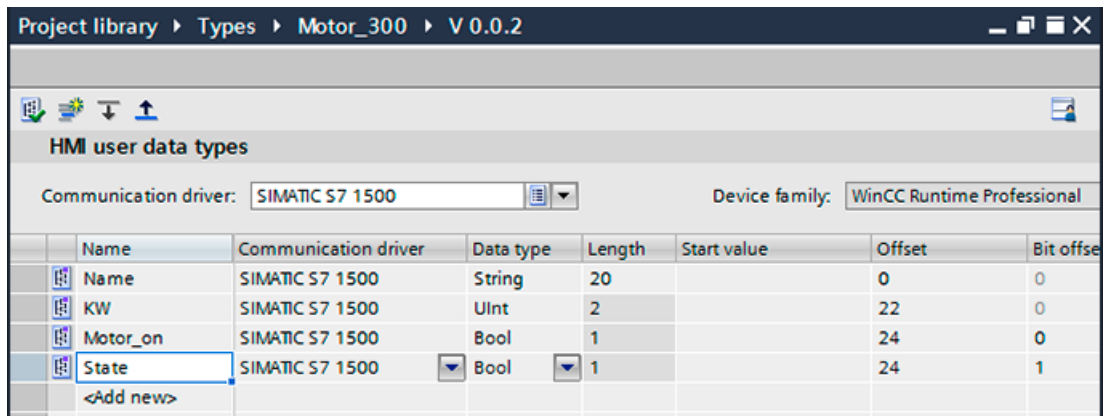 Project library ▸ Types ▸ Motor_300 ▸ V 0.0.2
HMI user data types
Communication driver: SIMATIC S7 1500 Device family: WinCC Runtime Professional
Name Communication driver Data type Length Start value Offset Bit offse
Name SIMATIC S7 1500 String 20 0 0
KW SIMATIC S7 1500 UInt 2 22 0
Motor_on SIMATIC S7 1500 Bool 1 24 0
State SIMATIC S7 1500 Bool 1 24 1
<Add new>